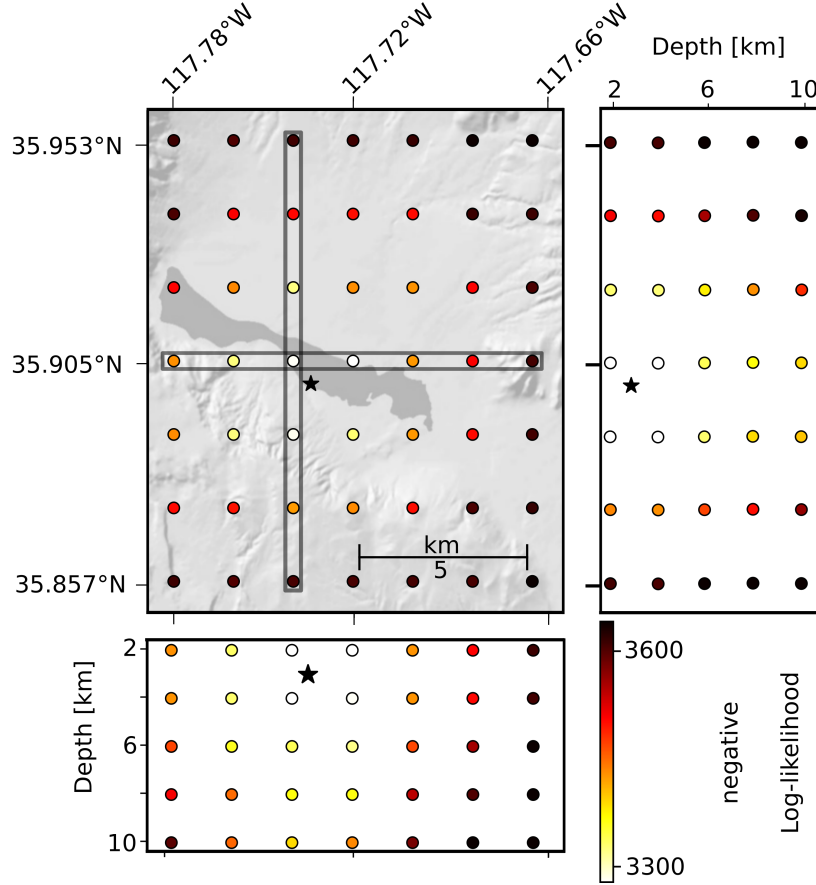 117.78°W
117.72°W
117.66°W
Depth [km]
2 6 10
35.953°N
35.905°N
35.857°N
km
5
2
6
10
Depth [km]
3600
3300
negative
Log-likelihood